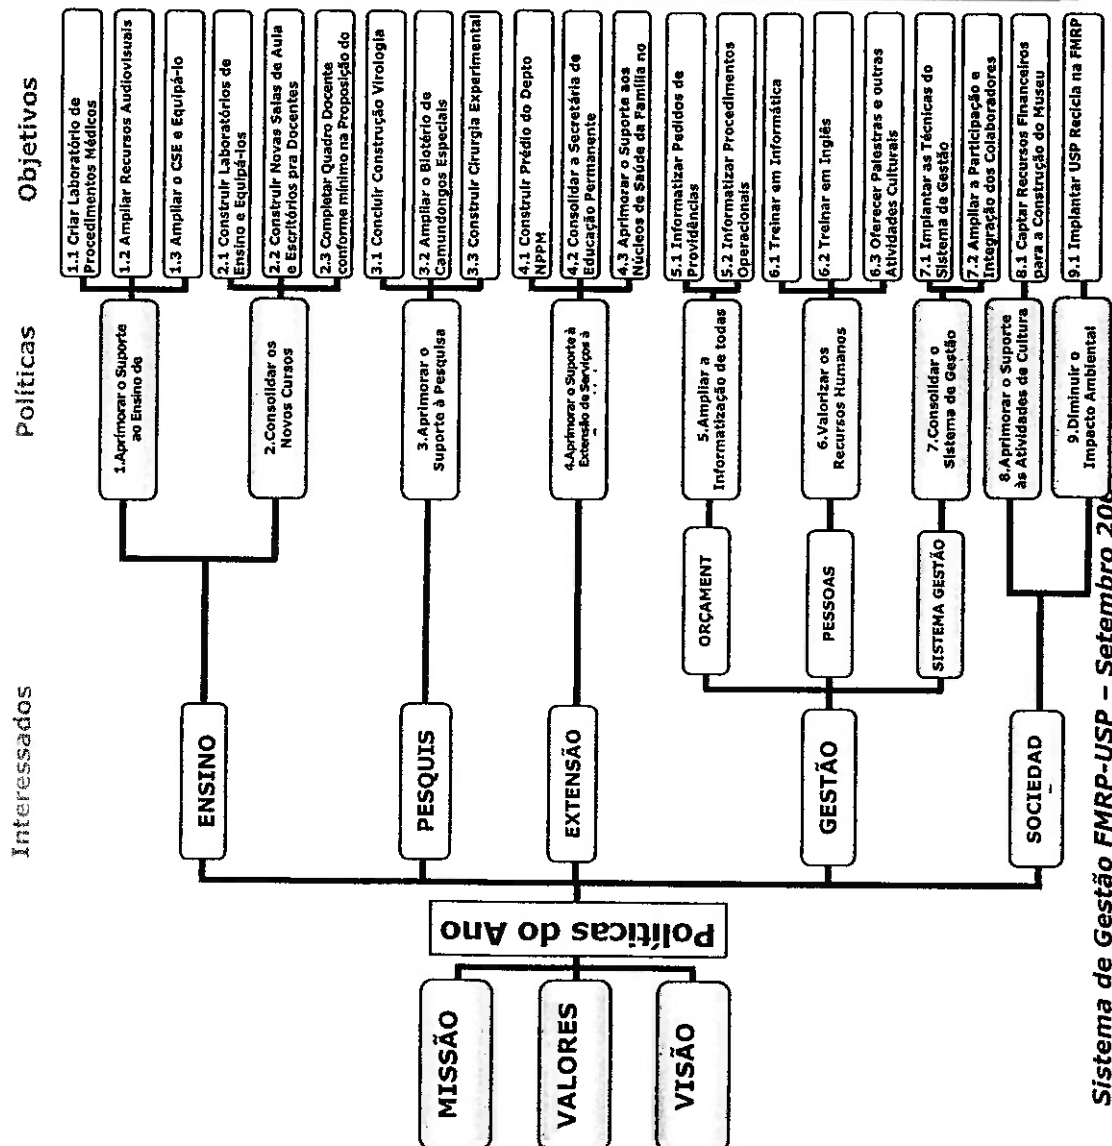 Interessados
Políticas
Objetivos
MISSÃO
VALORES
VISÃO
Políticas do Ano
ENSINO
PESQUIS
EXTENSÃO
GESTÃO
SOCIEDAD
ORÇAMENT
PESSOAS
SISTEMA GESTÃO
1.Aprimorar o Suporte
ao Ensino de
2.Consolidar os
Novos Cursos
3.Aprimorar o
Suporte à Pesquisa
4.Aprimorar o Suporte à
Extensão de Serviços à
5.Ampliar a
Informatização de todas
6.Valorizar os
Recursos Humanos
7.Consolidar o
Sistema de Gestão
8.Aprimorar o Suporte
às Atividades de Cultura
9.Diminuir o
Impacto Ambiental
1.1 Criar Laboratório de
Procedimentos Médicos
1.2 Ampliar Recursos Audiovisuais
1.3 Ampliar o CSE e Equipá-lo
2.1 Construir Laboratórios de
Ensino e Equipá-los
2.2 Construir Novas Salas de Aula
e Escritórios pra Docentes
2.3 Completar Quadro Docente
conforme mínimo na Proposição do
3.1 Concluir Construção Virologia
3.2 Ampliar o Biotério de
Camundongos Especiais
3.3 Construir Cirurgia Experimental
4.1 Construir Prédio do Depto
NPPM
4.2 Consolidar a Secretária de
Educação Permanente
4.3 Aprimorar o Suporte aos
Núcleos de Saúde da Família no
5.1 Informatizar Pedidos de
Providências
5.2 Informatizar Procedimentos
Operacionais
6.1 Treinar em Informática
6.2 Treinar em Inglês
6.3 Oferecer Palestras e outras
Atividades Culturais
7.1 Implantar as Técnicas do
Sistema de Gestão
7.2 Ampliar a Participação e
Integração dos Colaboradores
8.1 Captar Recursos Financeiros
para a Construção do Museu
9.1 Implantar USP Recicla na FMRP
Sistema de Gestão FMRP-USP – Setembro